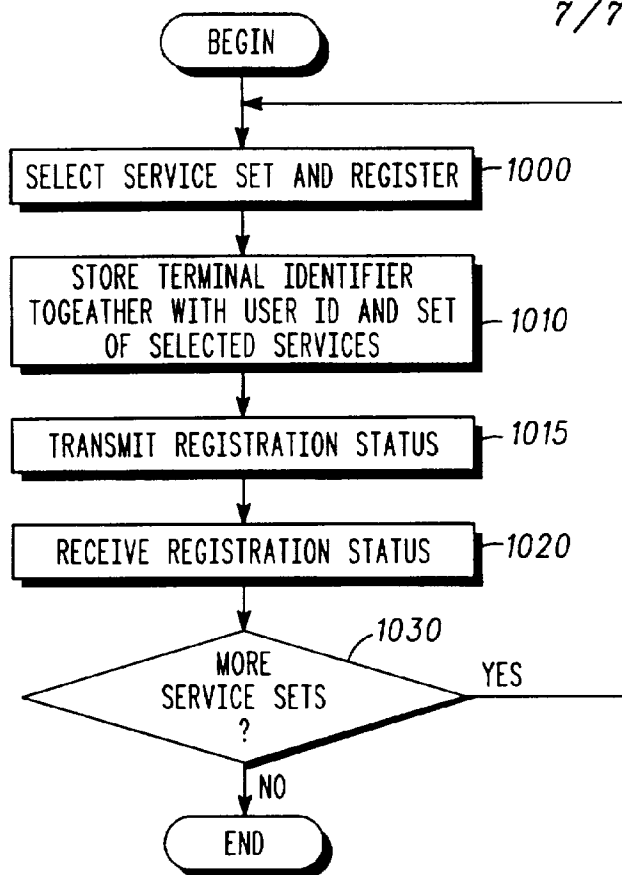 7/7
BEGIN
SELECT SERVICE SET AND REGISTER
1000
STORE TERMINAL IDENTIFIER
TOGEATHER WITH USER ID AND SET
OF SELECTED SERVICES
1010
TRANSMIT REGISTRATION STATUS
1015
RECEIVE REGISTRATION STATUS
1020
1030
MORE
SERVICE SETS
?
YES
NO
END